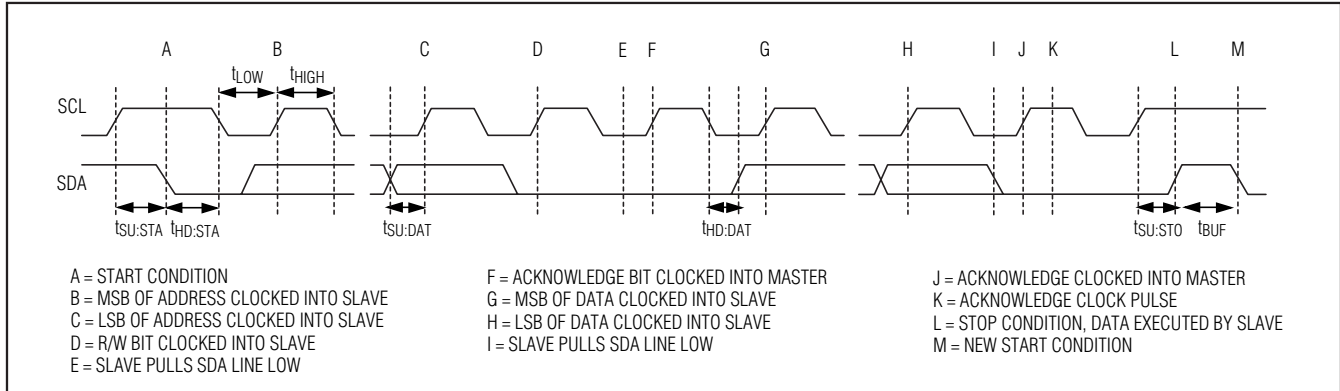 A B C D E F G H I J K L M
tLOW tHIGH
SCL
SDA
tSU:STA tHD:STA tSU:DAT tHD:DAT tSU:STO tBUF
A = START CONDITION
B = MSB OF ADDRESS CLOCKED INTO SLAVE
C = LSB OF ADDRESS CLOCKED INTO SLAVE
D = R/W BIT CLOCKED INTO SLAVE
E = SLAVE PULLS SDA LINE LOW
F = ACKNOWLEDGE BIT CLOCKED INTO MASTER
G = MSB OF DATA CLOCKED INTO SLAVE
H = LSB OF DATA CLOCKED INTO SLAVE
I = SLAVE PULLS SDA LINE LOW
J = ACKNOWLEDGE CLOCKED INTO MASTER
K = ACKNOWLEDGE CLOCK PULSE
L = STOP CONDITION, DATA EXECUTED BY SLAVE
M = NEW START CONDITION